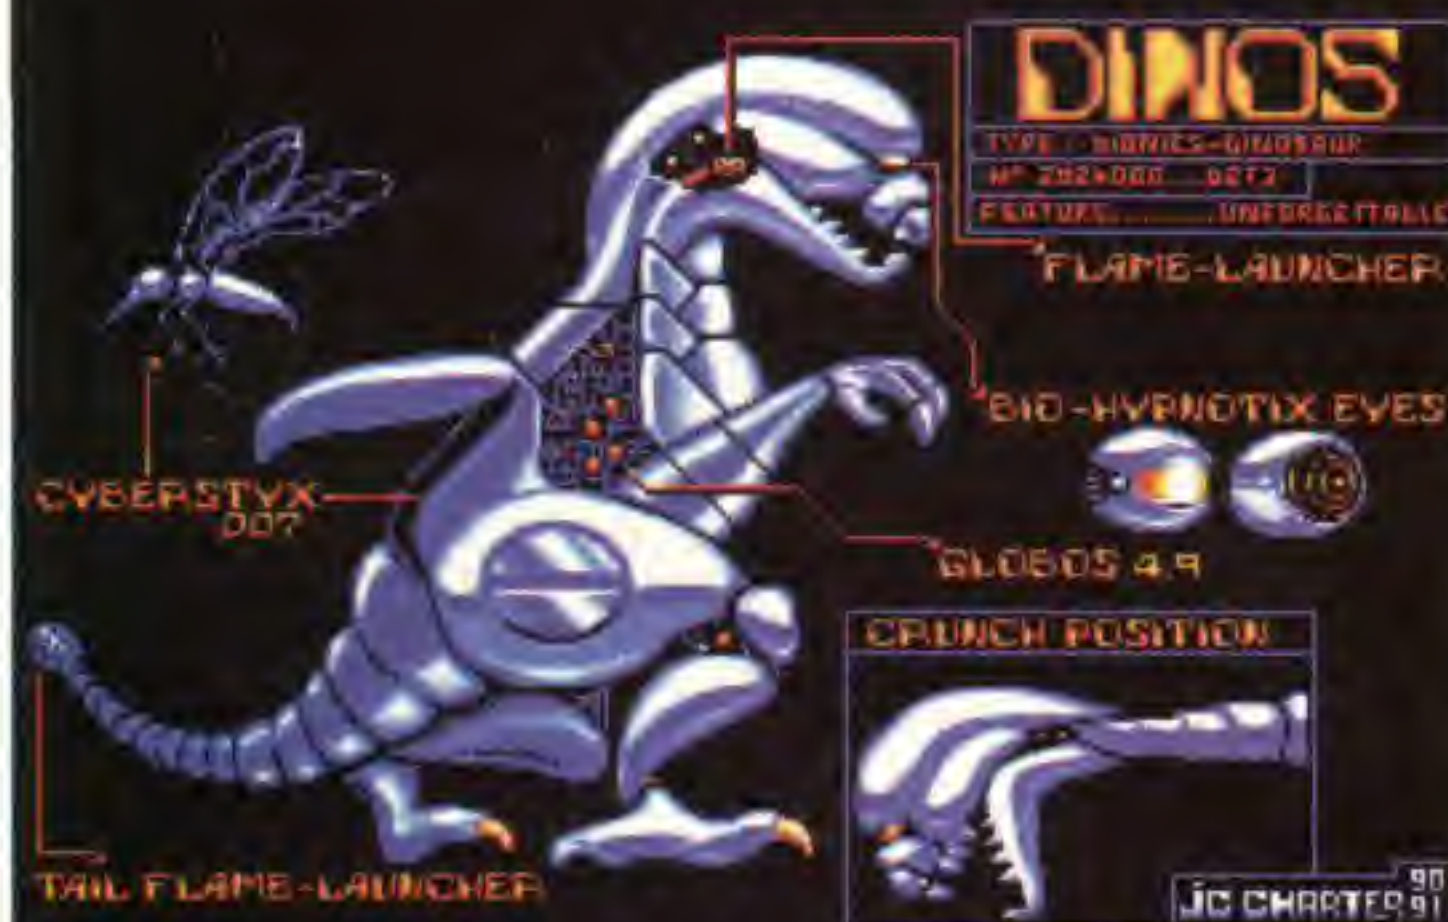 DINOS
TYPE : BIONICS-DINOSAUR
FEATURE........UNFORGETTABLE
FLAME-LAUNCHER
BIO-HYPNOTIX EYES
CYBERSTYX
007
GLOBOS 4.9
CRUNCH POSITION
TAIL FLAME-LAUNCHER
JC CHARTER
90
91